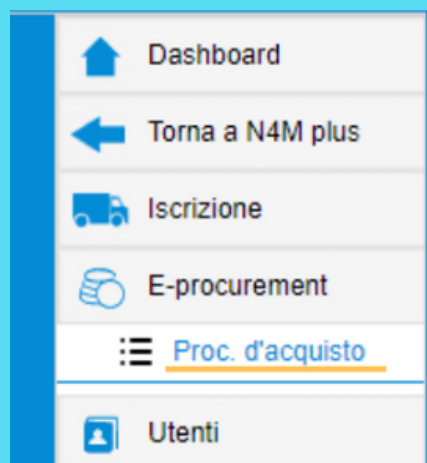 Dashboard
Torna a N4M plus
Iscrizione
E-procurement
Proc. d'acquisto
Utenti